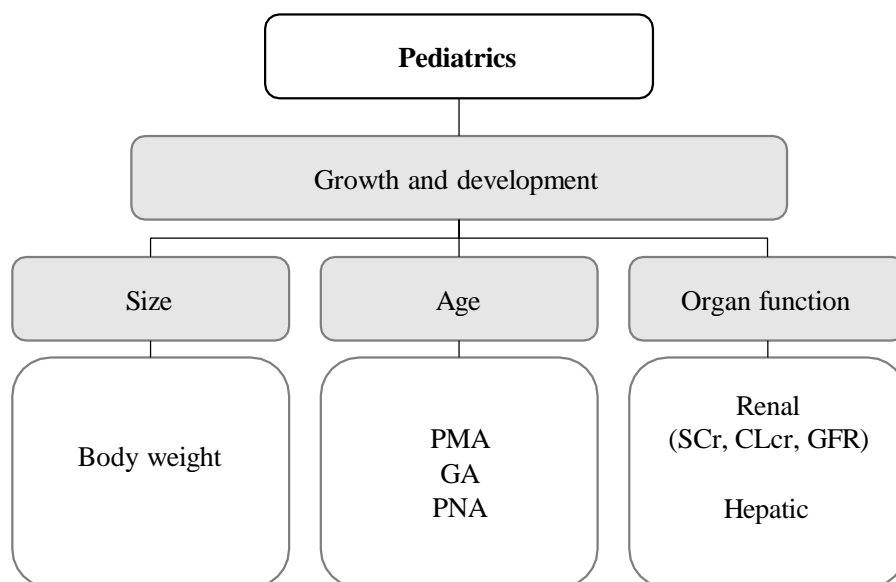 Pediatrics
Growth and development
Size
Age
Organ function
Body weight
PMA
GA
PNA
Renal
(SCr, CLcr, GFR)
Hepatic